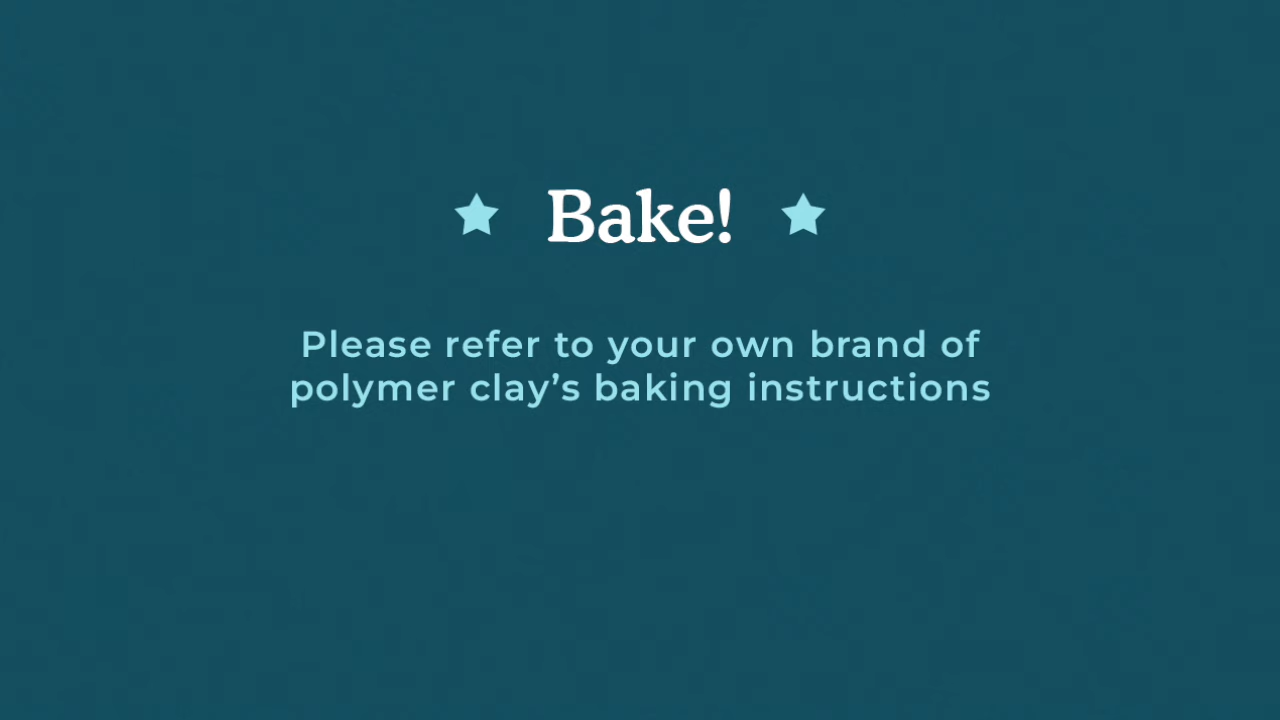 Bake!
Please refer to your own brand of
polymer clay’s baking instructions